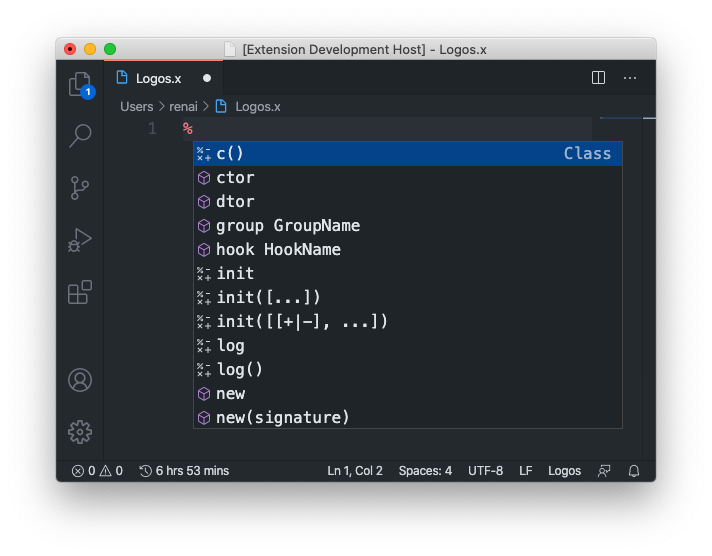 [Extension Development Host] - Logos.x
Logos.x
1
Users > renai > Logos.x
1 %
c() Class
ctor
dtor
group GroupName
hook HookName
init
init([...])
init([[+|-], ...])
log
log()
new
new(signature)
0 0 6 hrs 53 mins Ln 1, Col 2 Spaces: 4 UTF-8 LF Logos